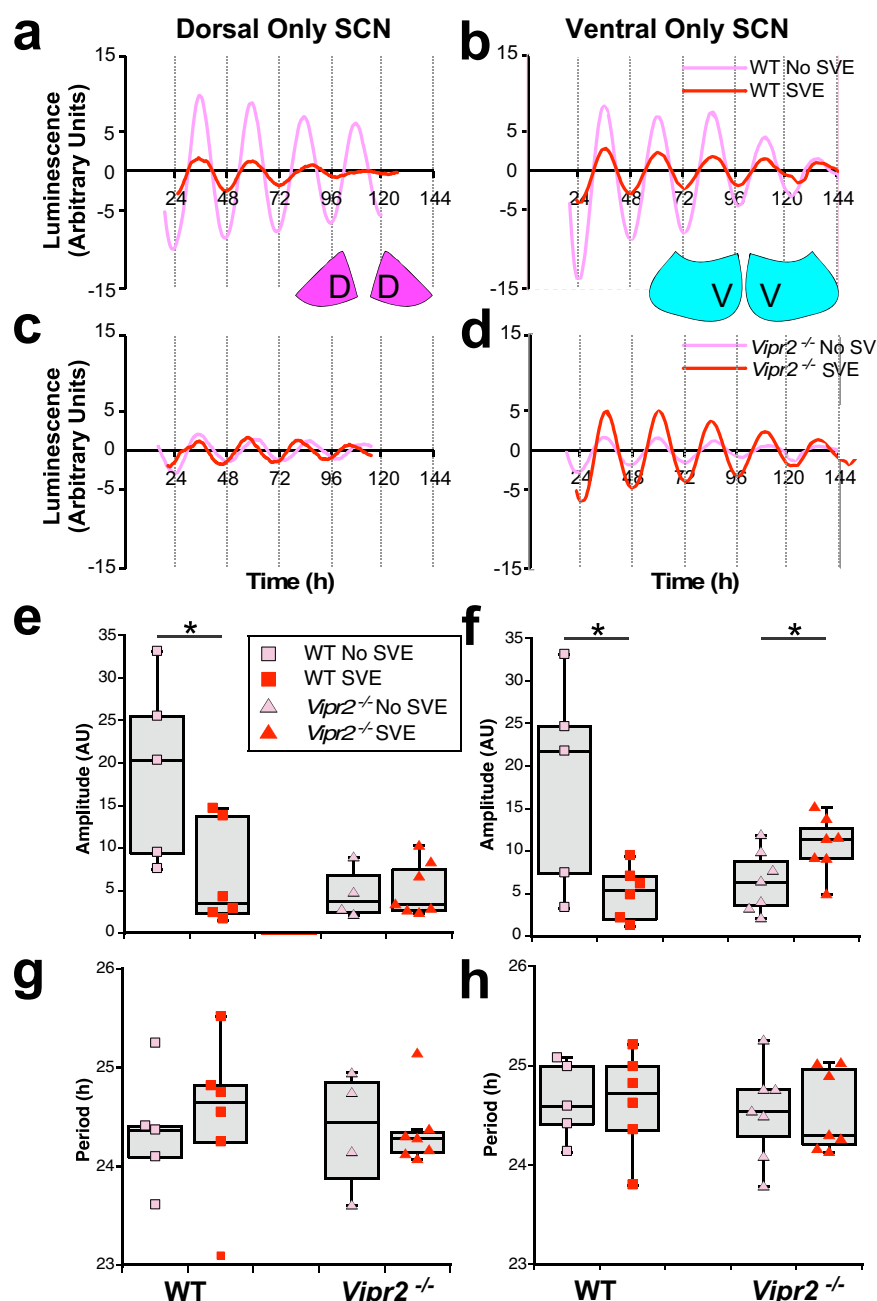 a
Dorsal Only SCN
b
Ventral Only SCN
Luminescence
(Arbitrary Units)
15
5
0
-5
-15
24 48 72 96 120 144
D D
15
5
0
-5
-15
WT No SVE
WT SVE
24 48 72 96 120 144
V V
c
d
Luminescence
(Arbitrary Units)
15
5
0
-5
-15
24 48 72 96 120 144
Time (h)
15
5
0
-5
-15
Vipr2 -/- No SV
Vipr2 -/- SVE
24 48 72 96 120 144
Time (h)
e
f
Amplitude (AU)
35
30
25
20
15
10
5
0
*
WT No SVE
WT SVE
Vipr2 -/- No SVE
Vipr2 -/- SVE
Amplitude (AU)
35
30
25
20
15
10
5
0
* *
g
h
Period (h)
26
25
24
23
WT Vipr2 -/-
Period (h)
26
25
24
23
WT Vipr2 -/-